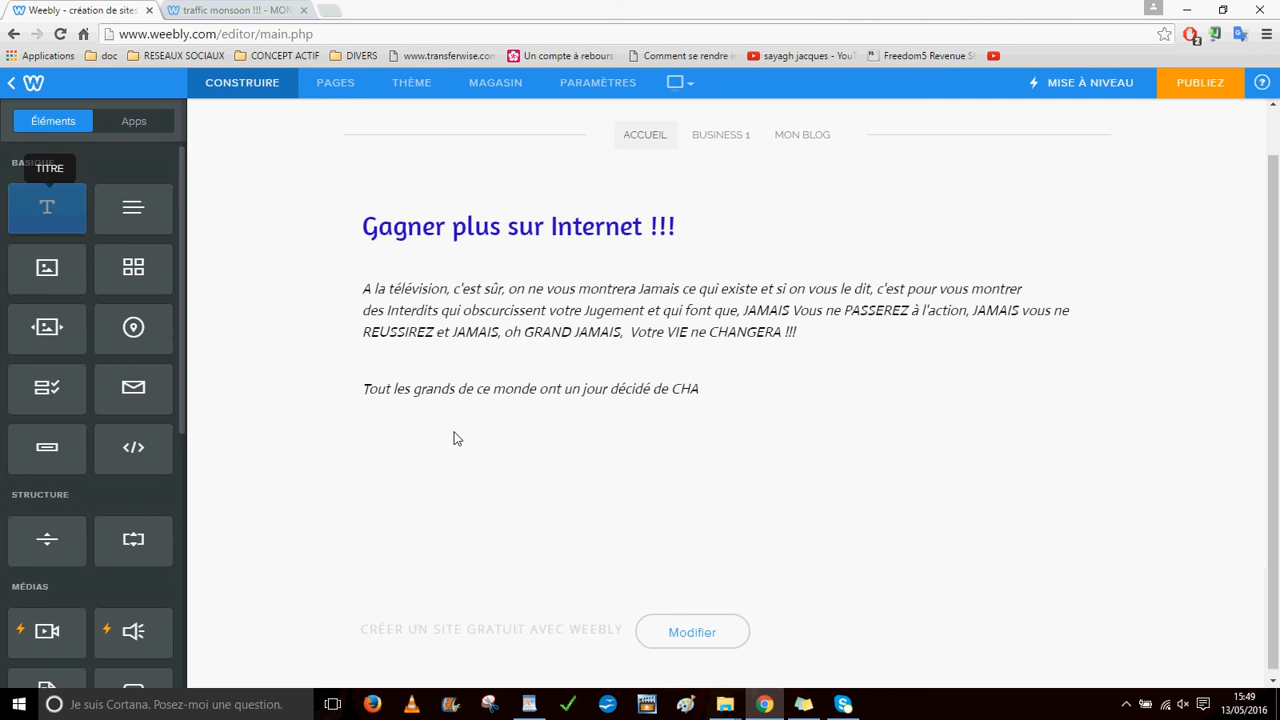 Weebly - création de sites
traffic monsoon !!! - MON
www.weebly.com/editor/main.php
Applications
doc
RESEAUX SOCIAUX
CONCEPT ACTIF
DIVERS
www.transferwise.com
Un compte à rebours
Comment se rendre i
sayagh jacques - YouT
Freedom5 Revenue Sh
CONSTRUIRE
PAGES
THÈME
MAGASIN
PARAMÈTRES
MISE À NIVEAU
PUBLIEZ
?
Éléments
Apps
TITRE
ACCUEIL
BUSINESS 1
MON BLOG
Gagner plus sur Internet !!!
A la télévision, c'est sûr, on ne vous montrera Jamais ce qui existe et si on vous le dit, c'est pour vous montrer
des Interdits qui obscurcissent votre Jugement et qui font que, JAMAIS Vous ne PASSEREZ à l'action, JAMAIS vous ne
REUSSIREZ et JAMAIS, oh GRAND JAMAIS, Votre VIE ne CHANGERA !!!
Tout les grands de ce monde ont un jour décidé de CHA
STRUCTURE
MÉDIAS
CRÉER UN SITE GRATUIT AVEC WEEBLY
Modifier
Je suis Cortana. Posez-moi une question.
15:49
13/05/2016